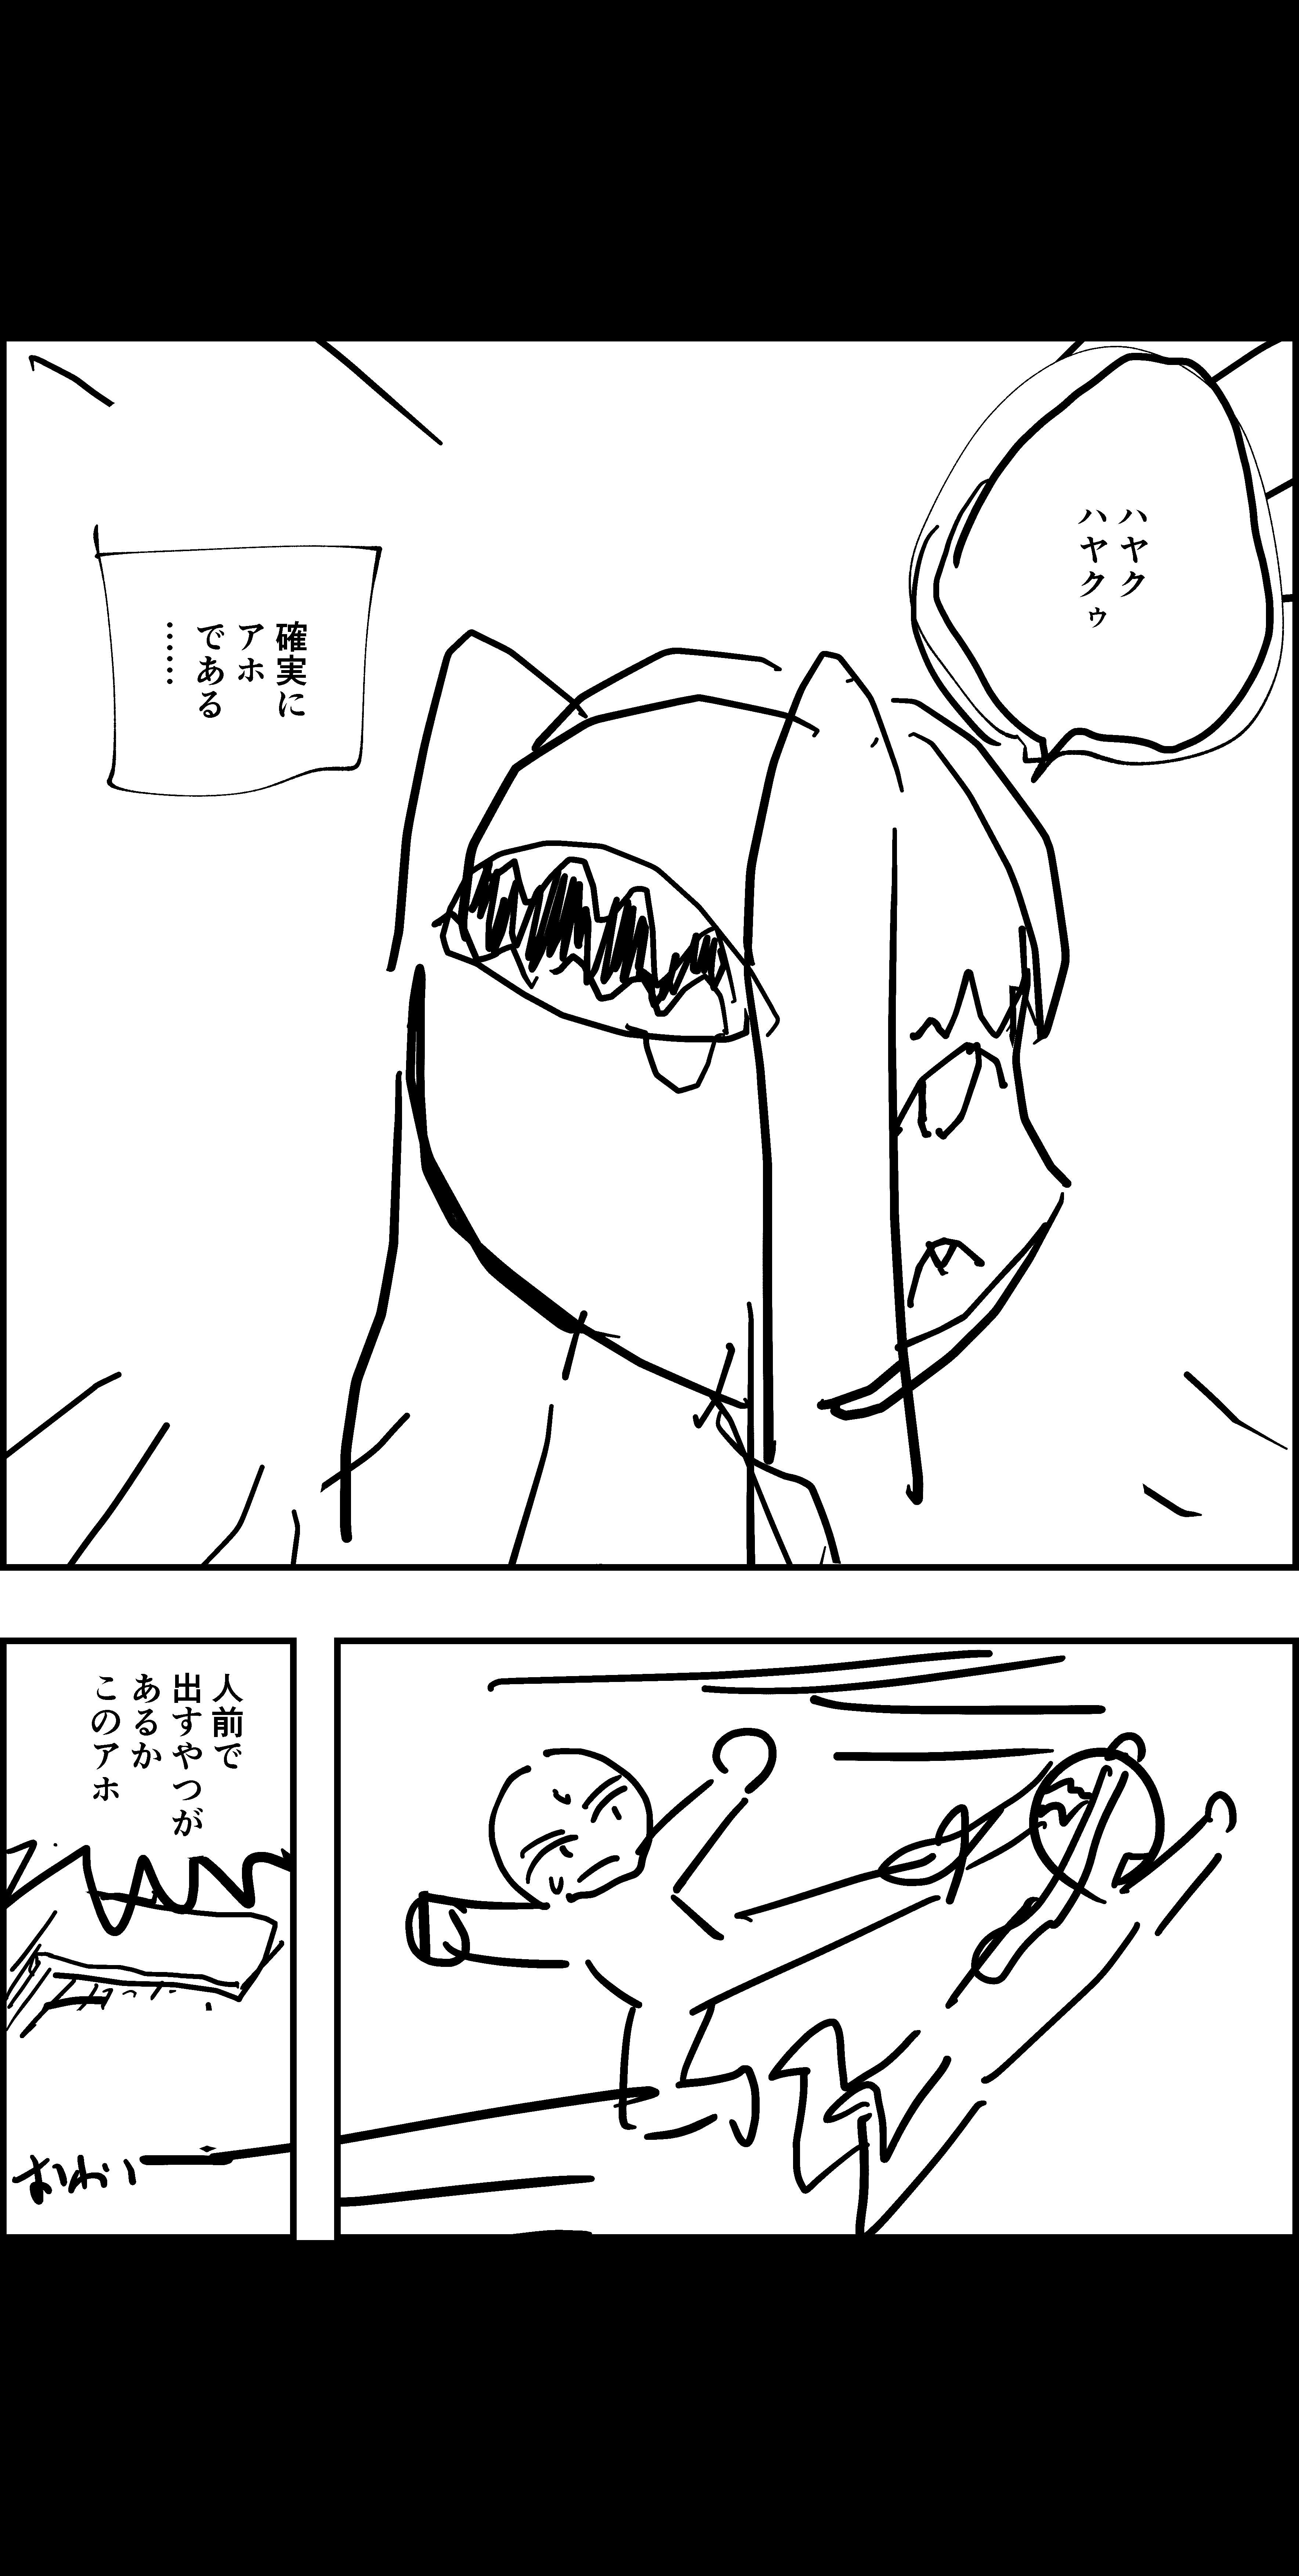 ハヤク
ハヤクゥ
確実に
アホ
である
……
人前で
出すやつが
あるか
このアホ
おわい